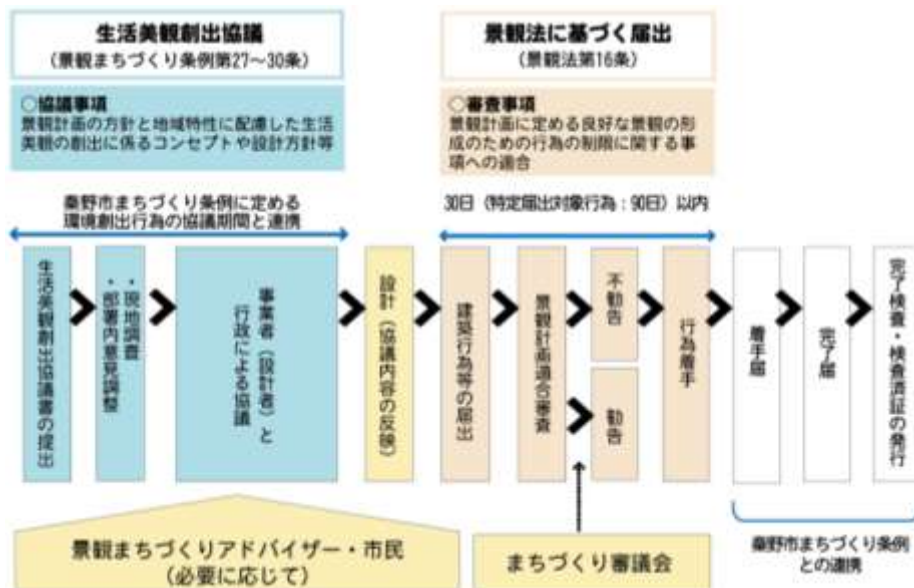 生活美観創出協議
（景観まちづくり条例第27～30条）
○協議事項
景観計画の方針と地域特性に配慮した生活
美観の創出に係るコンセプトや設計方針等
景観法に基づく届出
（景観法第16条）
○審査事項
景観計画に定める良好な景観の形
成のための行為の制限に関する事
項への適合
秦野市まちづくり条例に定める
環境創出行為の協議期間と連携
30日（特定届出対象行為：90日）以内
生活美観創出協議書の提出
・現地調査
・部署内意見調整
事業者（設計者）と
行政による協議
設計（協議内容の反映）
建築行為等の届出
景観計画適合審査
不勧告
勧告
行為着手
着手届
完了届
完了検査・検査済証の発行
景観まちづくりアドバイザー・市民
（必要に応じて）
まちづくり審議会
秦野市まちづくり条例
との連携